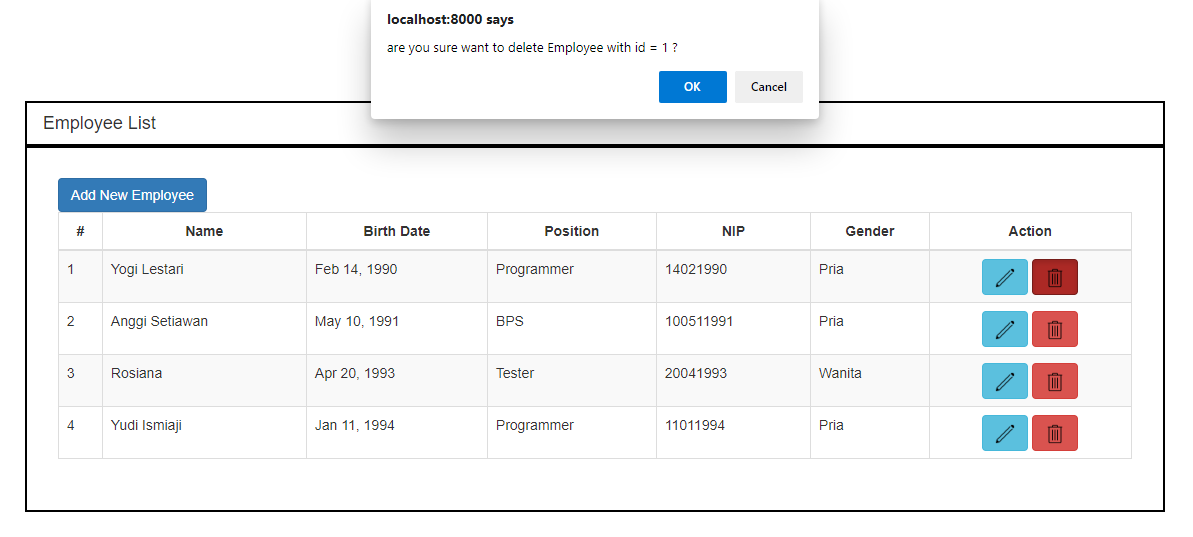 localhost:8000 says
are you sure want to delete Employee with id = 1 ?
OK Cancel
Employee List
Add New Employee
# Name Birth Date Position NIP Gender Action
1 Yogi Lestari Feb 14, 1990 Programmer 14021990 Pria
2 Anggi Setiawan May 10, 1991 BPS 100511991 Pria
3 Rosiana Apr 20, 1993 Tester 20041993 Wanita
4 Yudi Ismiaji Jan 11, 1994 Programmer 11011994 Pria